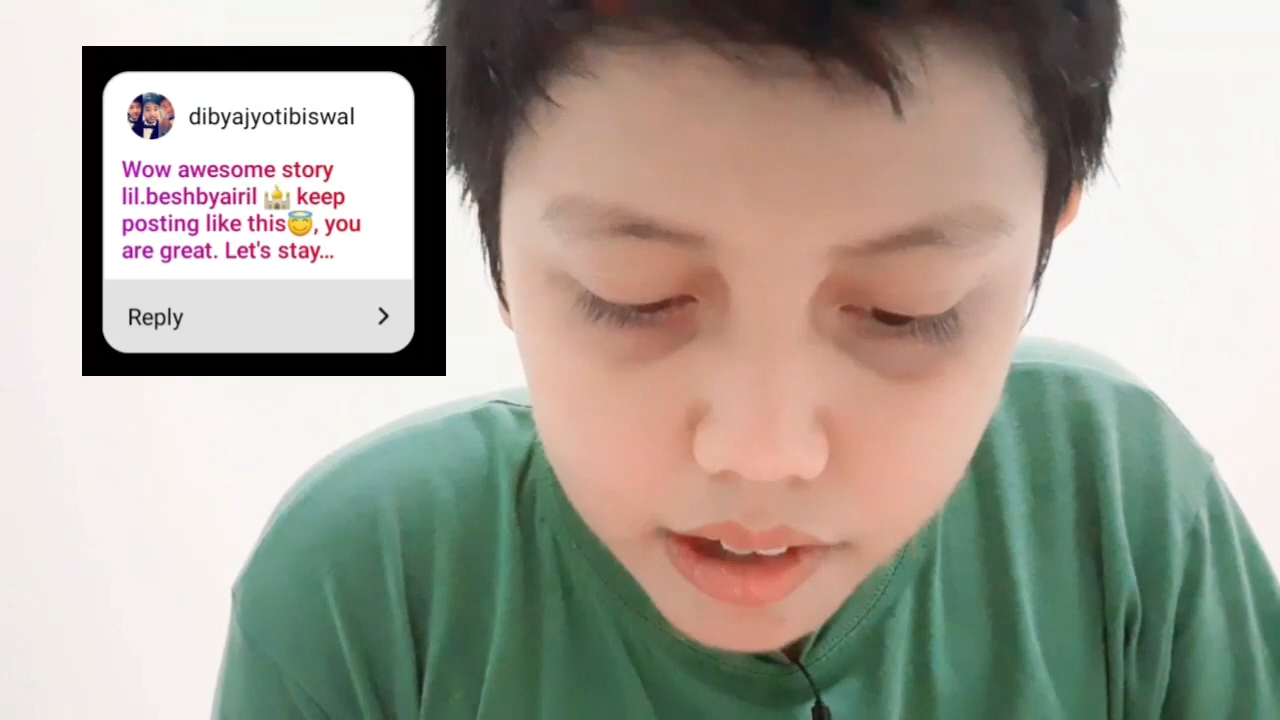 dibyajyotibiswal
Wow awesome story
lil.beshbyairil 🕌 keep
posting like this😇, you
are great. Let's stay...
Reply